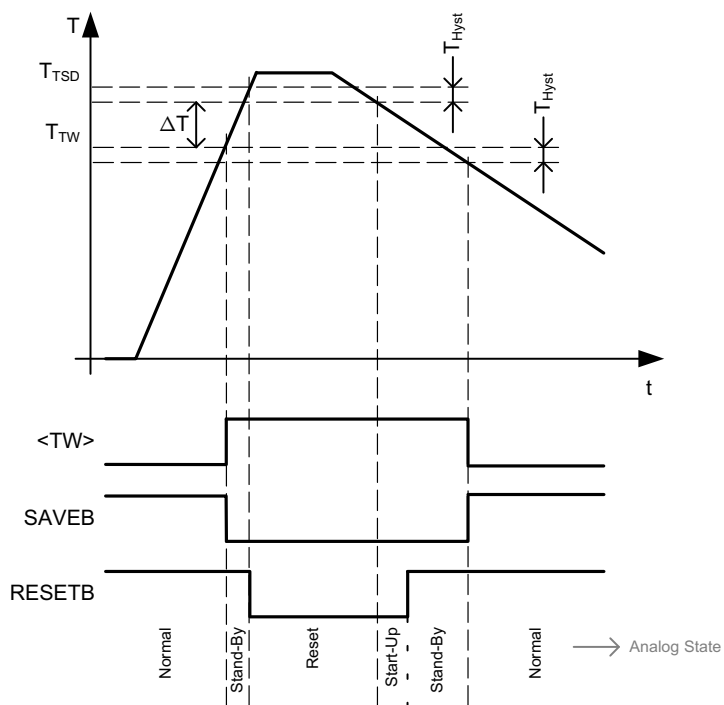 T
T_Hyst
T_TSD
T_Hyst
ΔT
T_TW
t
<TW>
SAVEB
RESETB
Normal
Stand-By
Reset
Start-Up
Stand-By
Normal
Analog State